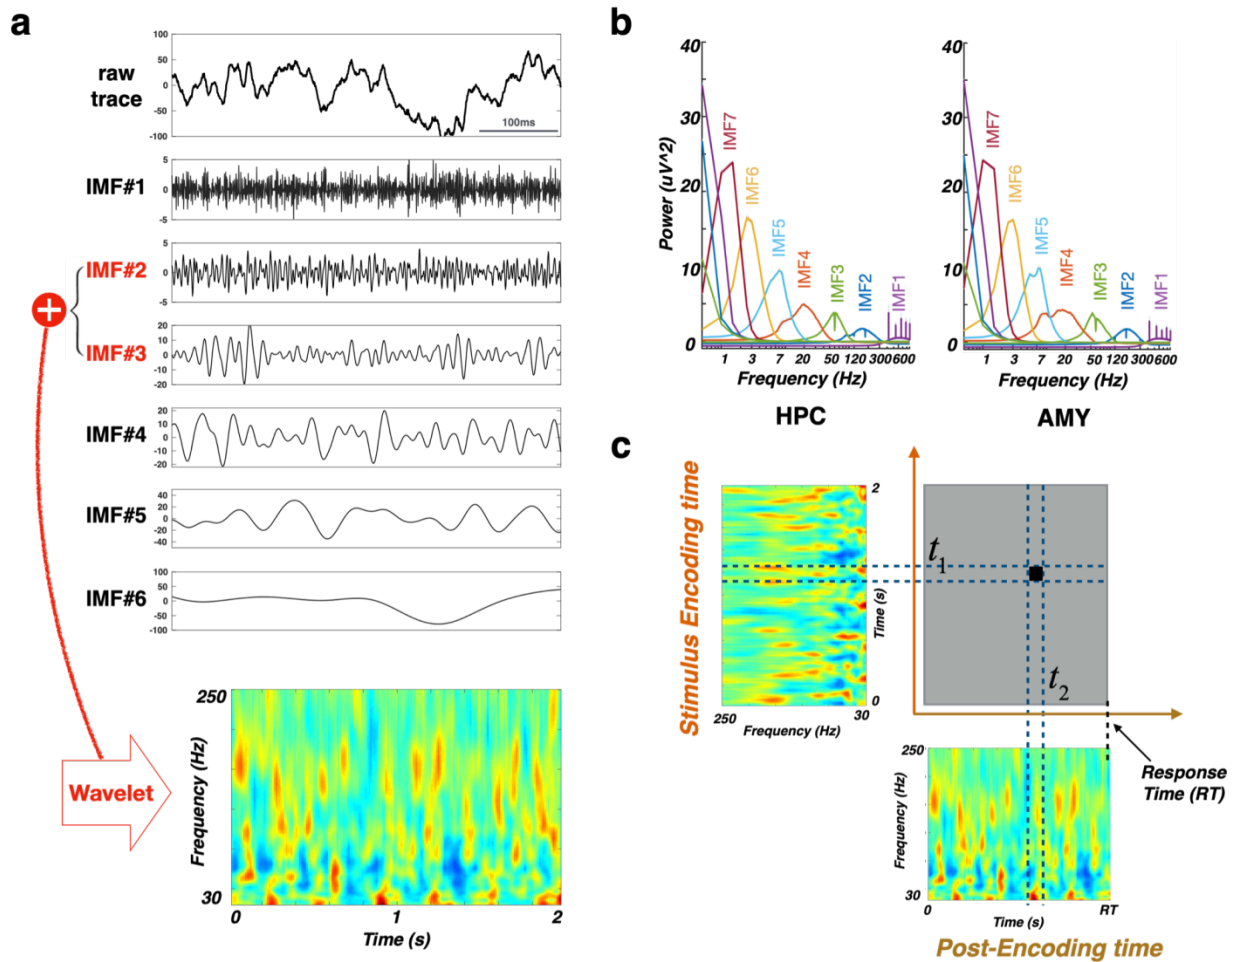 a
raw
trace
100
50
0
-50
-100
100ms
IMF#1
5
0
-5
IMF#2
5
0
-5
IMF#3
20
10
0
-10
-20
IMF#4
20
10
0
-10
-20
IMF#5
40
20
0
-20
-40
IMF#6
100
50
0
-50
-100
Wavelet
250
Frequency (Hz)
30
0 1 2
Time (s)
b
40
30
20
10
0
Power (uV^2)
IMF7
IMF6
IMF5
IMF4
IMF3
IMF2
IMF1
1 3 7 20 50 120 300 600
Frequency (Hz)
HPC
40
30
20
10
0
IMF7
IMF6
IMF5
IMF4
IMF3
IMF2
IMF1
1 3 7 20 50 120 300 600
Frequency (Hz)
AMY
c
Stimulus Encoding time
2
Time (s)
0
250 30
Frequency (Hz)
t1
t2
Response
Time (RT)
250
Frequency (Hz)
30
0 RT
Time (s)
Post-Encoding time